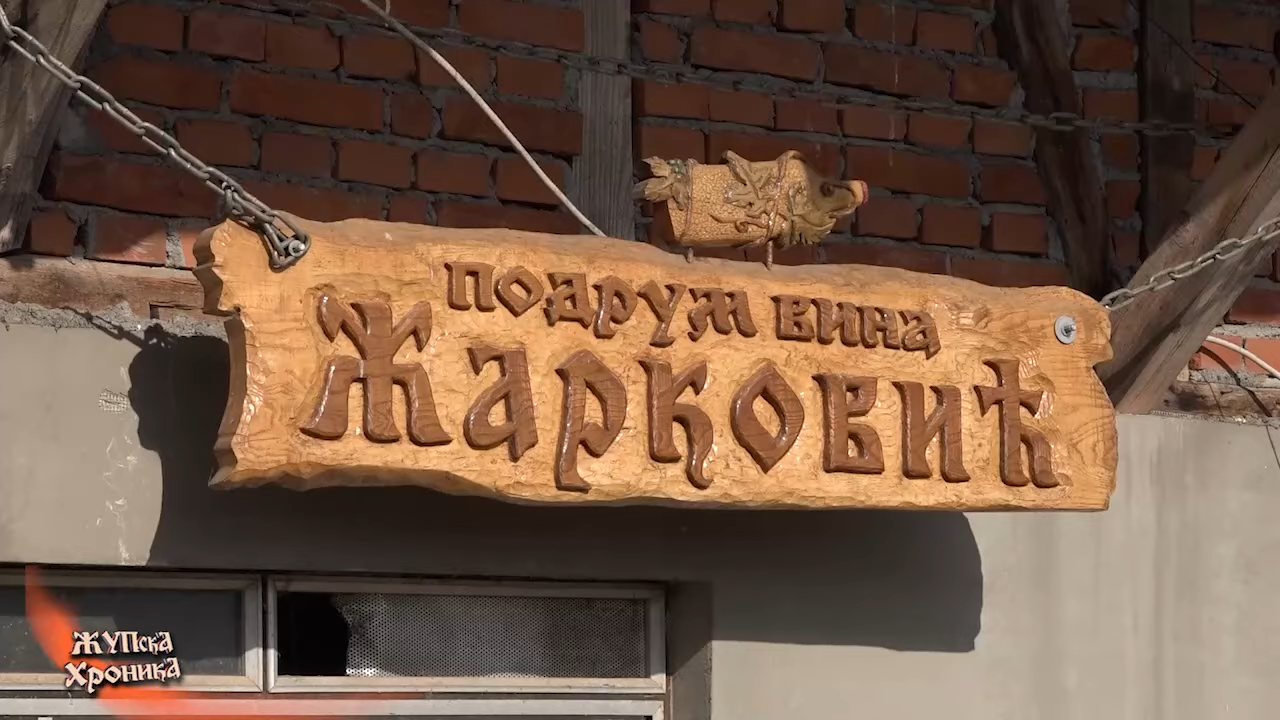 подрум вина
Жарковић
ЖУПска
Хроника